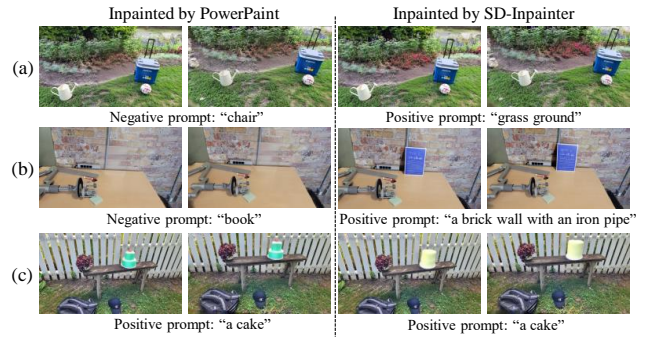 Inpainted by PowerPaint
Inpainted by SD-Inpainter
(a)
Negative prompt: “chair”
Positive prompt: “grass ground”
(b)
Negative prompt: “book”
Positive prompt: “a brick wall with an iron pipe”
(c)
Positive prompt: “a cake”
Positive prompt: “a cake”